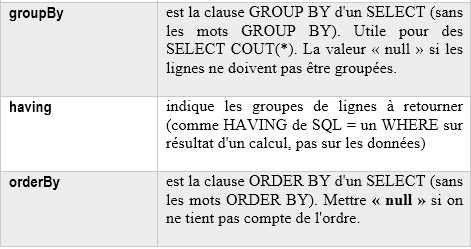 groupBy
est la clause GROUP BY d'un SELECT (sans
les mots GROUP BY). Utile pour des
SELECT COUT(*). La valeur « null » si les
lignes ne doivent pas être groupées.
having
indique les groupes de lignes à retourner
(comme HAVING de SQL = un WHERE sur
résultat d'un calcul, pas sur les données)
orderBy
est la clause ORDER BY d'un SELECT (sans
les mots ORDER BY). Mettre « null » si on
ne tient pas compte de l'ordre.